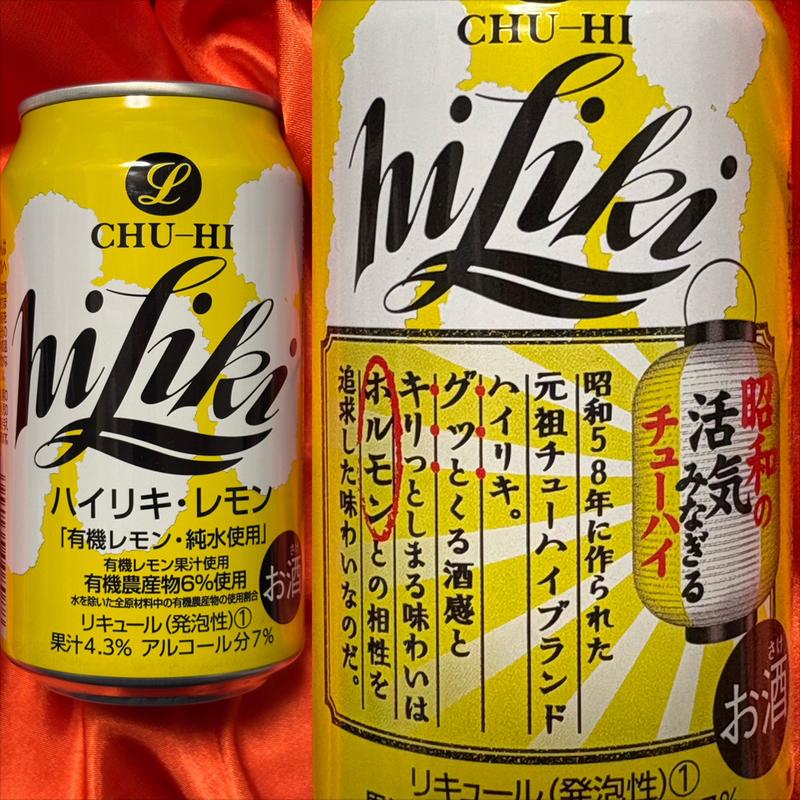 L
CHU-HI
hiLiki
ハイリキ・レモン
「有機レモン・純水使用」
有機レモン果汁使用
有機農産物6%使用
水を除いた全原材料中の有機農産物の使用割合
リキュール(発泡性)①
果汁4.3% アルコール分7%
さけ
お酒
CHU-HI
hiLiki
昭和の
活気
みなぎる
チューハイ
昭和58年に作られた
元祖チューハイブランド
ハイリキ。
グッとくる酒感と
キリっとしまる味わいは
ホルモンとの相性を
追求した味わいなのだ。
さけ
お酒
リキュール(発泡性)①